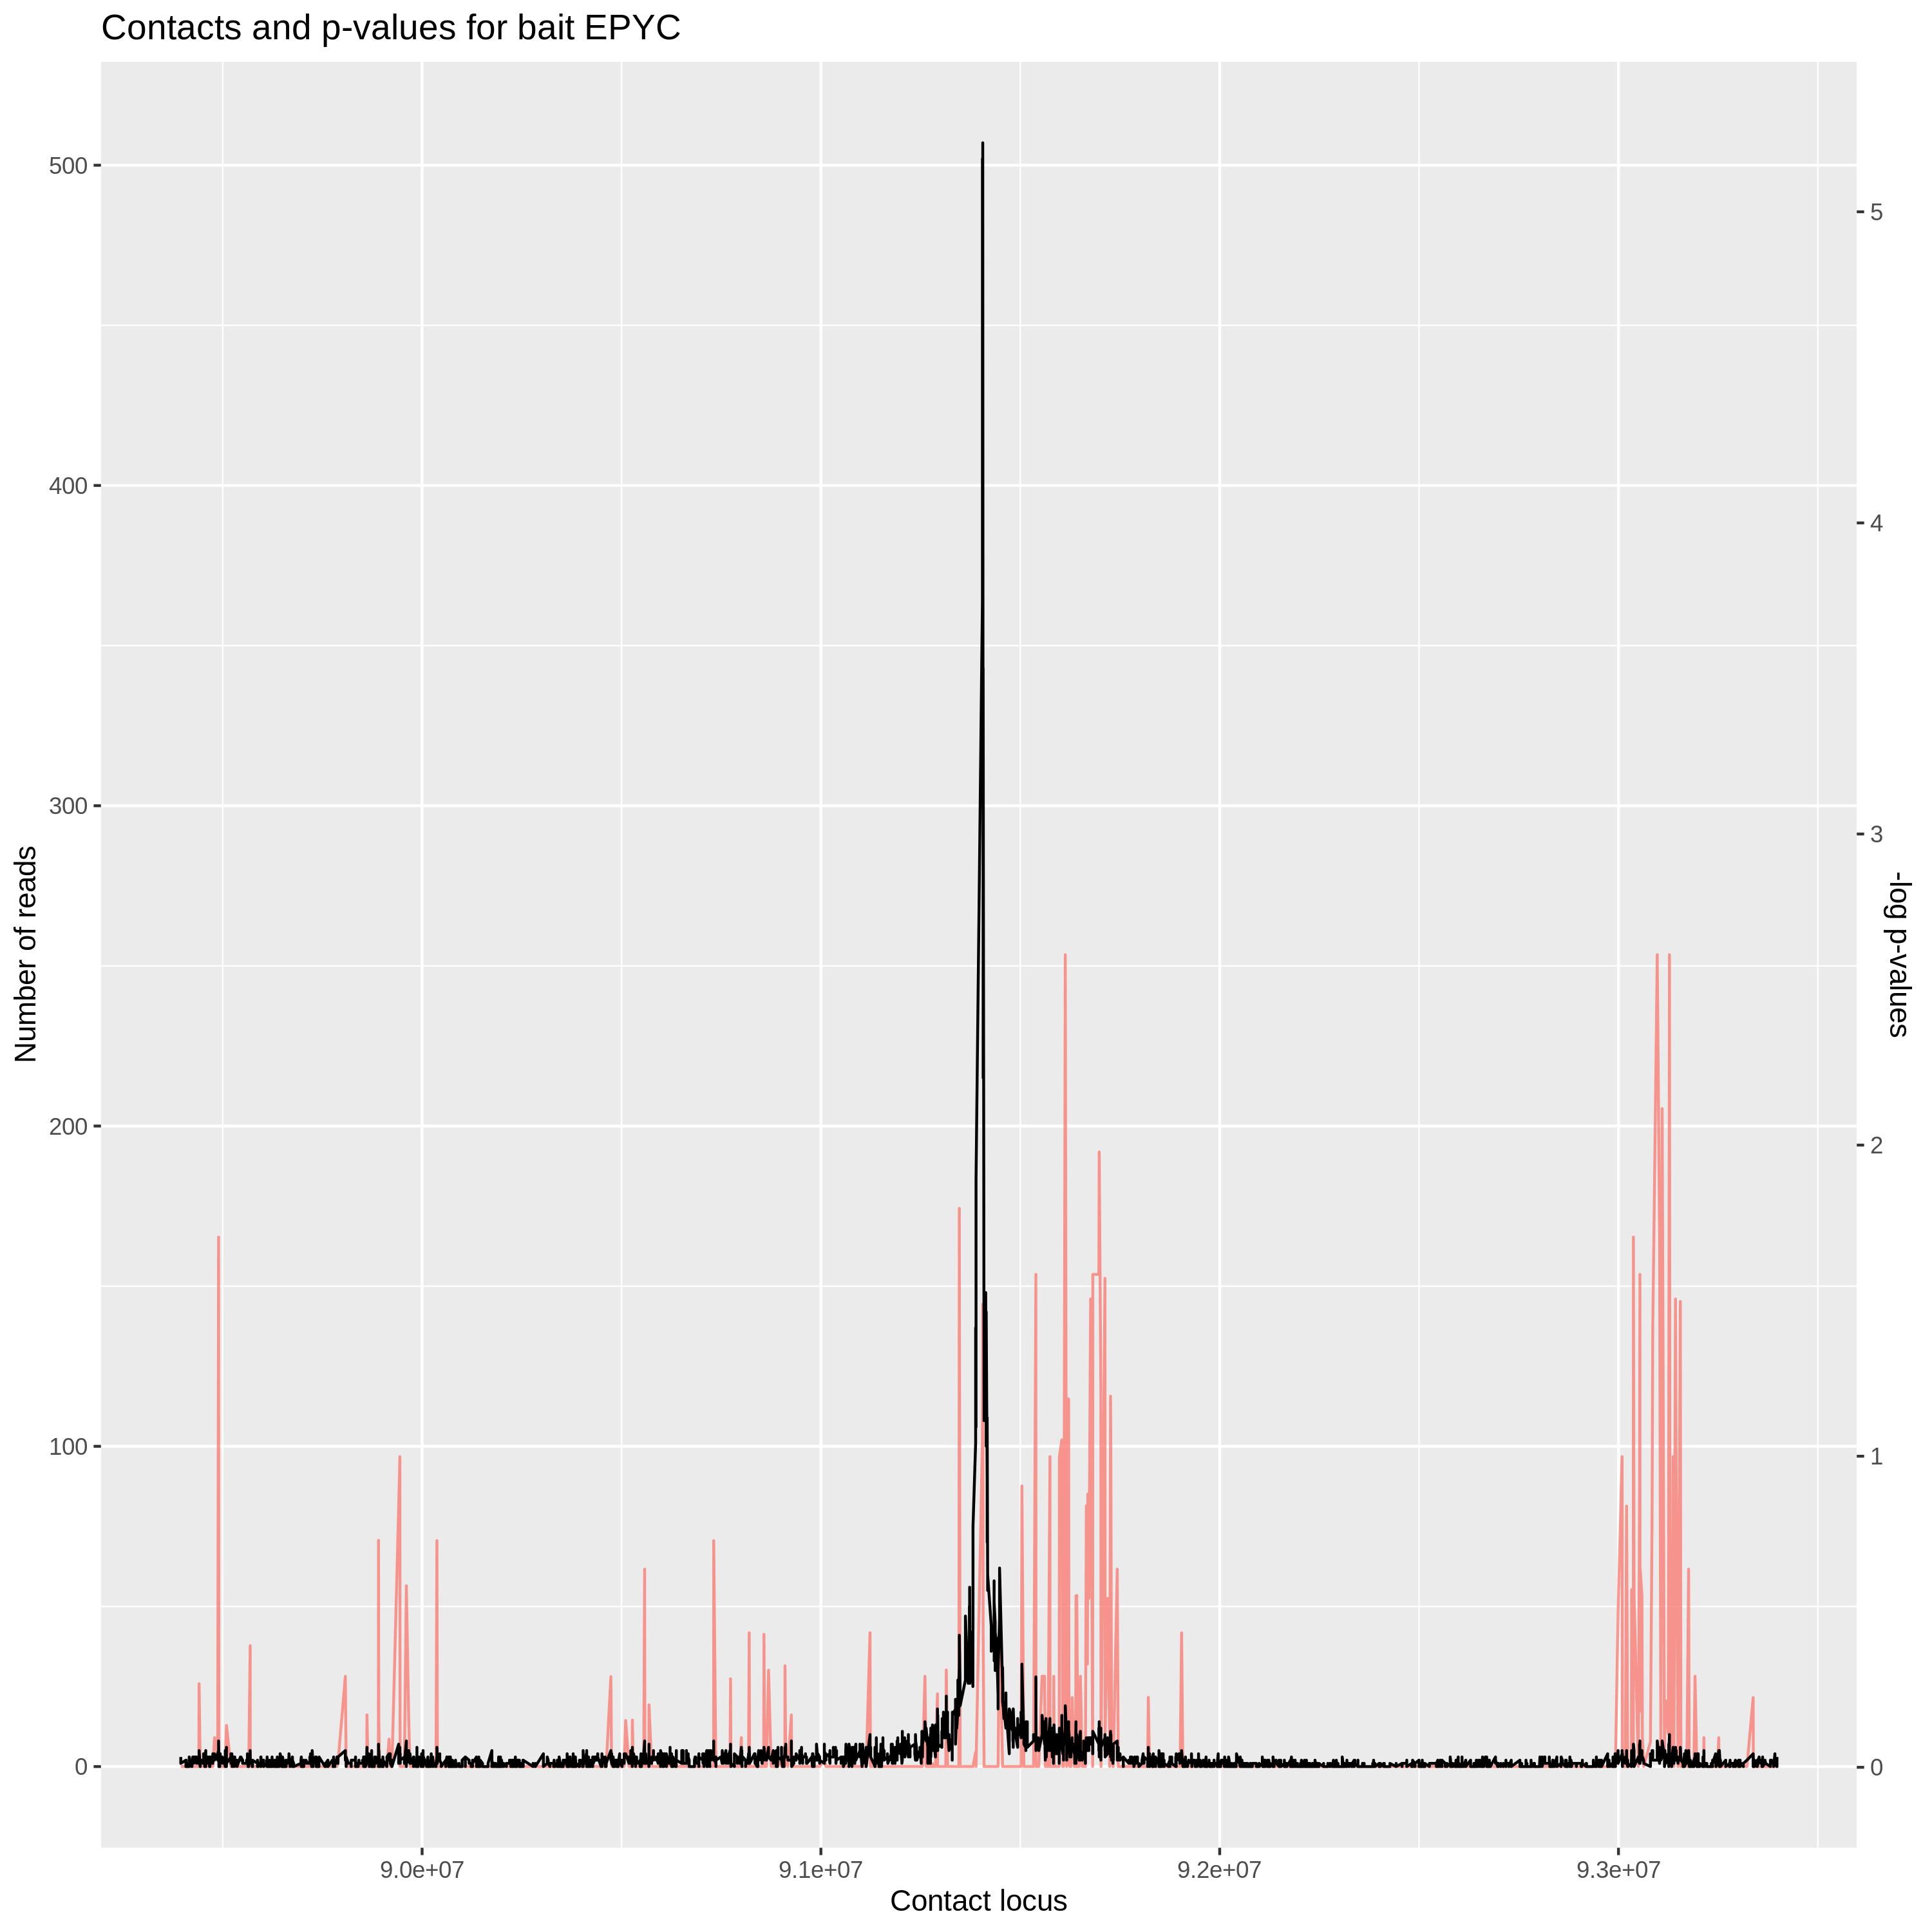 Contacts and p-values for bait EPYC
Number of reads
500
400
300
200
100
0
5
4
3
2
1
0
-log p-values
9.0e+07
9.1e+07
9.2e+07
9.3e+07
Contact locus